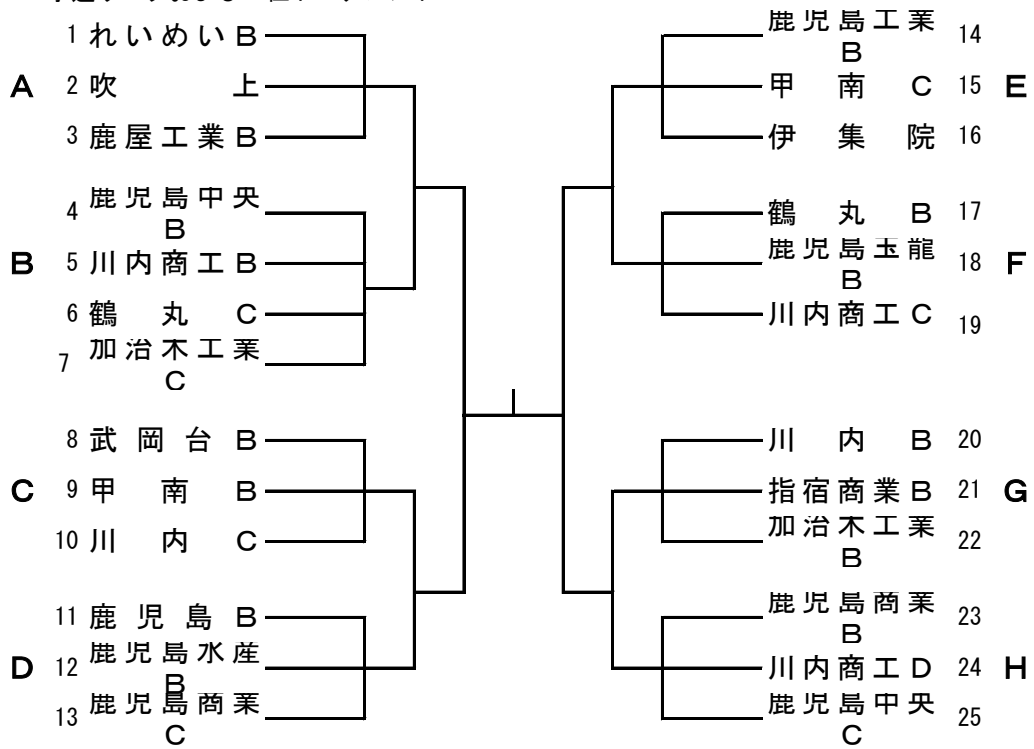 1 れいめいB
A 2 吹上
3 鹿屋工業B
4 鹿児島中央B
B 5 川内商工B
6 鶴丸C
7 加治木工業C
8 武岡台B
C 9 甲南B
10 川内C
11 鹿児島B
D 12 鹿児島水産B
13 鹿児島商業C
鹿児島工業B 14
甲南C 15 E
伊集院 16
鶴丸B 17
鹿児島玉龍B 18 F
川内商工C 19
川内B 20
指宿商業B 21 G
加治木工業B 22
鹿児島商業B 23
川内商工D 24 H
鹿児島中央C 25